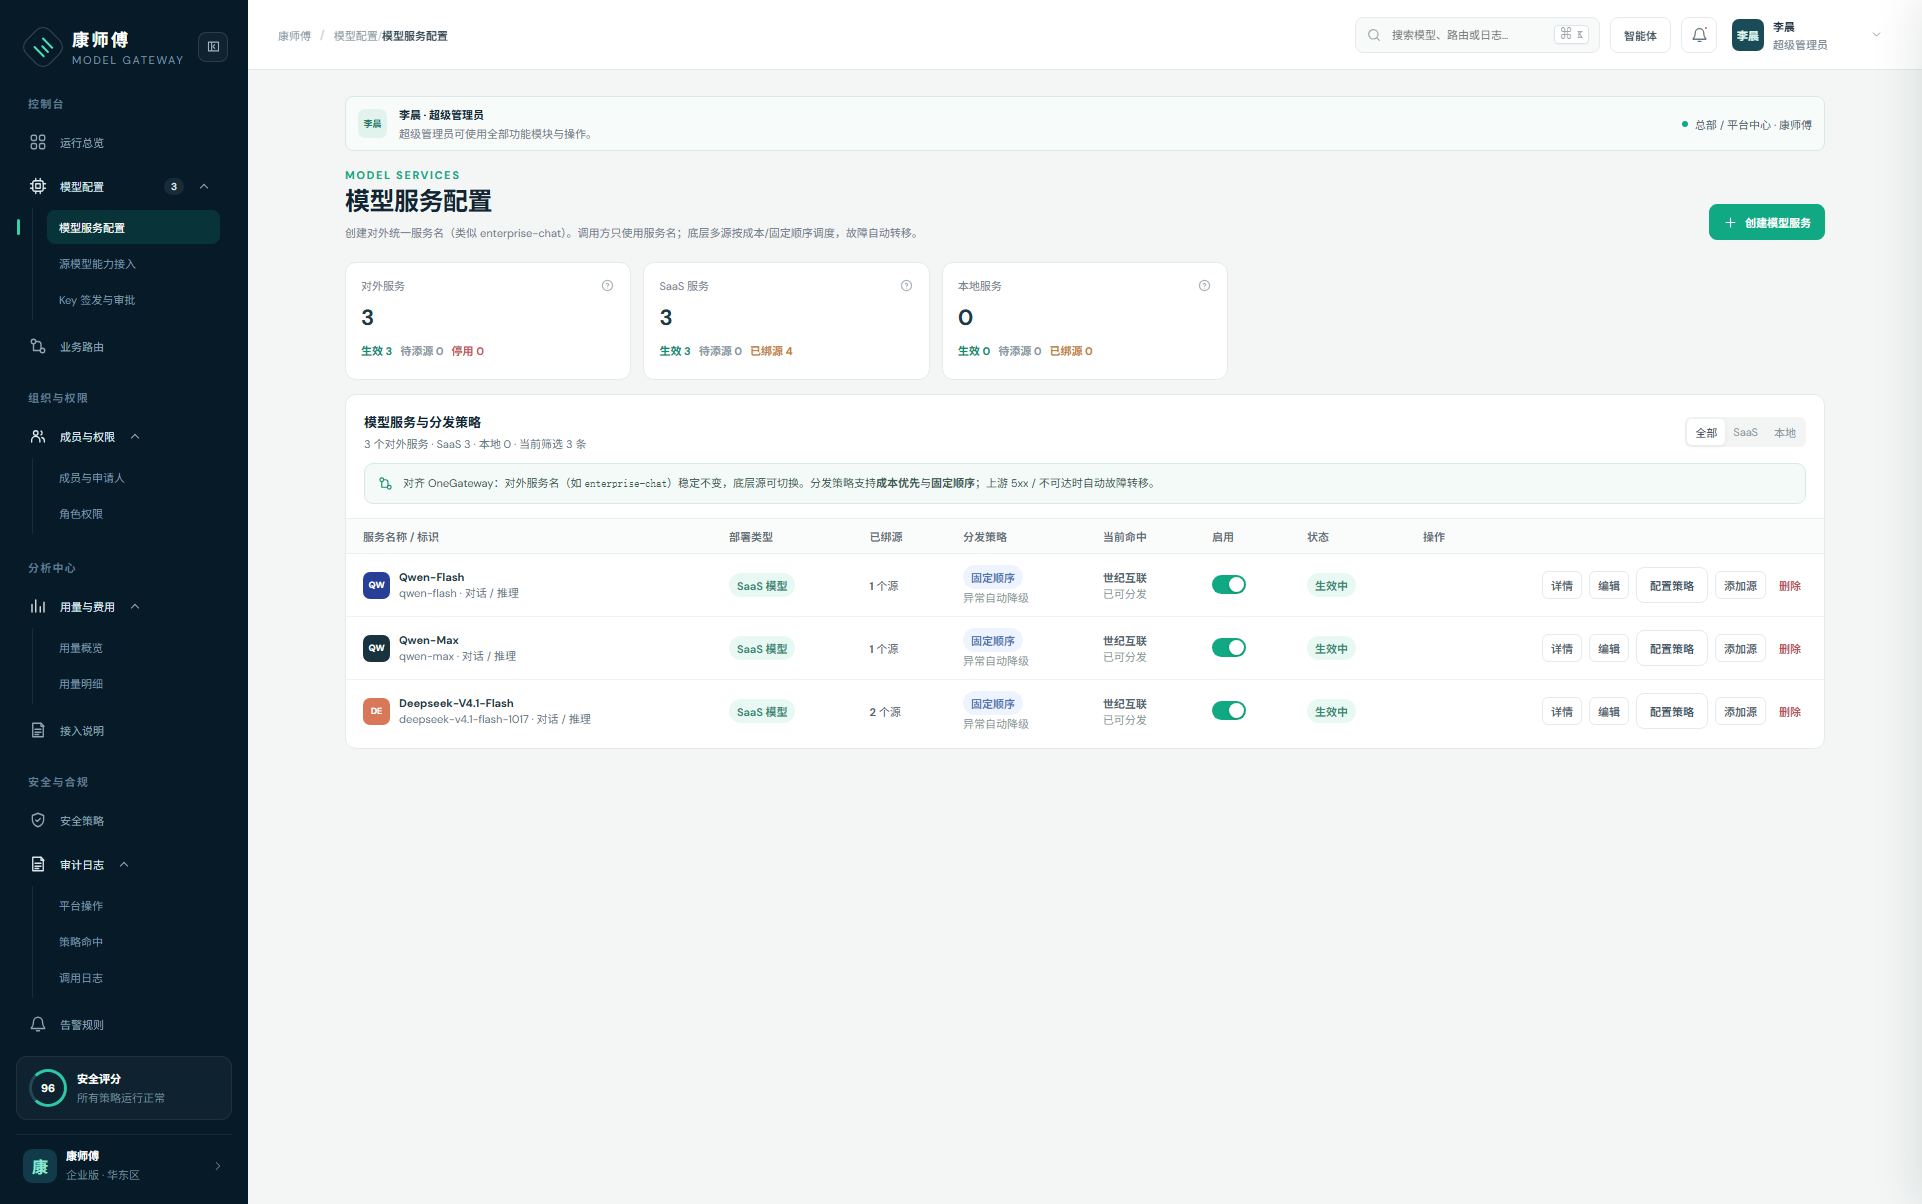 康师傅
MODEL GATEWAY
控制台
运行总览
模型配置 3
模型服务配置
源模型能力接入
Key 签发与审批
业务路由
组织与权限
成员与权限
成员与申请人
角色权限
分析中心
用量与费用
用量概览
用量明细
接入说明
安全与合规
安全策略
审计日志
平台操作
策略命中
调用日志
告警规则
96
安全评分
所有策略运行正常
康
康师傅
企业版 · 华东区
康师傅 / 模型配置/模型服务配置
搜索模型、路由或日志... ⌘ K
智能体
李晨
李晨
超级管理员
李晨
李晨 · 超级管理员
超级管理员可使用全部功能模块与操作。
总部 / 平台中心 · 康师傅
MODEL SERVICES
模型服务配置
创建对外统一服务名（类似 enterprise-chat）。调用方只使用服务名；底层多源按成本/固定顺序调度，故障自动转移。
创建模型服务
对外服务
3
生效 3 待添源 0 停用 0
SaaS 服务
3
生效 3 待添源 0 已绑源 4
本地服务
0
生效 0 待添源 0 已绑源 0
模型服务与分发策略
3 个对外服务 · SaaS 3 · 本地 0 · 当前筛选 3 条
全部 SaaS 本地
对齐 OneGateway：对外服务名（如 enterprise-chat）稳定不变，底层源可切换。分发策略支持成本优先与固定顺序；上游 5xx / 不可达时自动故障转移。
服务名称 / 标识 部署类型 已绑源 分发策略 当前命中 启用 状态 操作
QW
Qwen-Flash
qwen-flash · 对话 / 推理
SaaS 模型
1 个源
固定顺序
异常自动降级
世纪互联
已可分发
生效中
详情 编辑 配置策略 添加源 删除
QW
Qwen-Max
qwen-max · 对话 / 推理
SaaS 模型
1 个源
固定顺序
异常自动降级
世纪互联
已可分发
生效中
详情 编辑 配置策略 添加源 删除
DE
Deepseek-V4.1-Flash
deepseek-v4.1-flash-1017 · 对话 / 推理
SaaS 模型
2 个源
固定顺序
异常自动降级
世纪互联
已可分发
生效中
详情 编辑 配置策略 添加源 删除